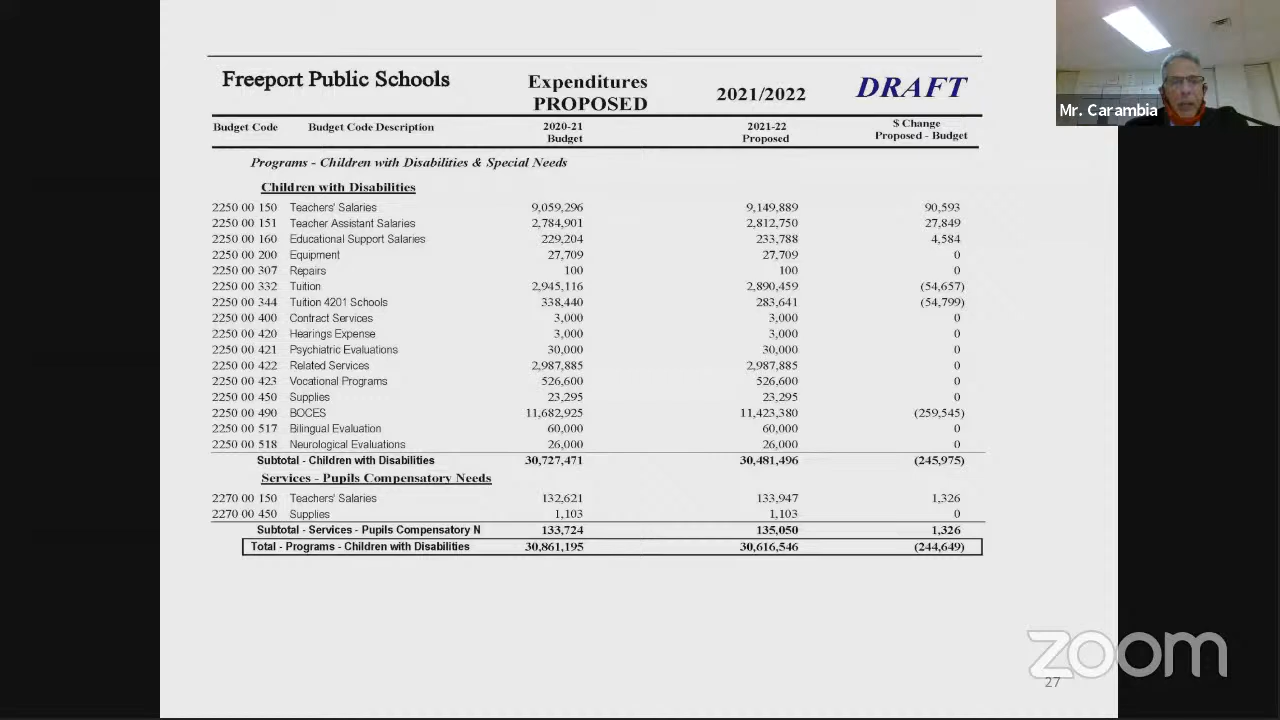 Freeport Public Schools
Expenditures PROPOSED
2021/2022
DRAFT
Mr. Carambia
Budget Code Budget Code Description 2020-21 Budget 2021-22 Proposed $ Change Proposed - Budget
Programs - Children with Disabilities & Special Needs
Children with Disabilities
2250 00 150 Teachers' Salaries 9,059,296 9,149,889 90,593
2250 00 151 Teacher Assistant Salaries 2,784,901 2,812,750 27,849
2250 00 160 Educational Support Salaries 229,204 233,788 4,584
2250 00 200 Equipment 27,709 27,709 0
2250 00 307 Repairs 100 100 0
2250 00 332 Tuition 2,945,116 2,890,459 (54,657)
2250 00 344 Tuition 4201 Schools 338,440 283,641 (54,799)
2250 00 400 Contract Services 3,000 3,000 0
2250 00 420 Hearings Expense 3,000 3,000 0
2250 00 421 Psychiatric Evaluations 30,000 30,000 0
2250 00 422 Related Services 2,987,885 2,987,885 0
2250 00 423 Vocational Programs 526,600 526,600 0
2250 00 450 Supplies 23,295 23,295 0
2250 00 490 BOCES 11,682,925 11,423,380 (259,545)
2250 00 517 Bilingual Evaluation 60,000 60,000 0
2250 00 518 Neurological Evaluations 26,000 26,000 0
Subtotal - Children with Disabilities 30,727,471 30,481,496 (245,975)
Services - Pupils Compensatory Needs
2270 00 150 Teachers' Salaries 132,621 133,947 1,326
2270 00 450 Supplies 1,103 1,103 0
Subtotal - Services - Pupils Compensatory N 133,724 135,050 1,326
Total - Programs - Children with Disabilities 30,861,195 30,616,546 (244,649)
zoom
27